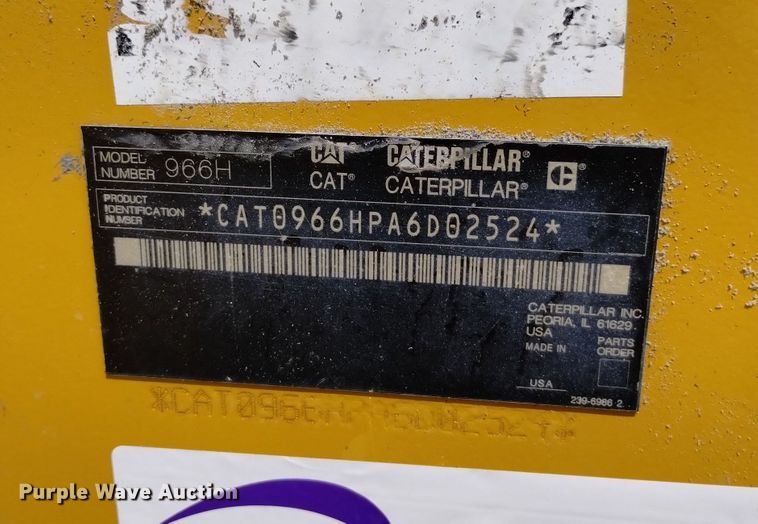 MODEL NUMBER 966H
CAT® CATERPILLAR®
CAT® CATERPILLAR®
PRODUCT IDENTIFICATION NUMBER *CAT0966HPA6D02524*
CATERPILLAR INC.
PEORIA, IL 61629
USA
MADE IN
PARTS ORDER
USA
239-6986 2
*CAT0966HPA6D02524*
Purple Wave Auction